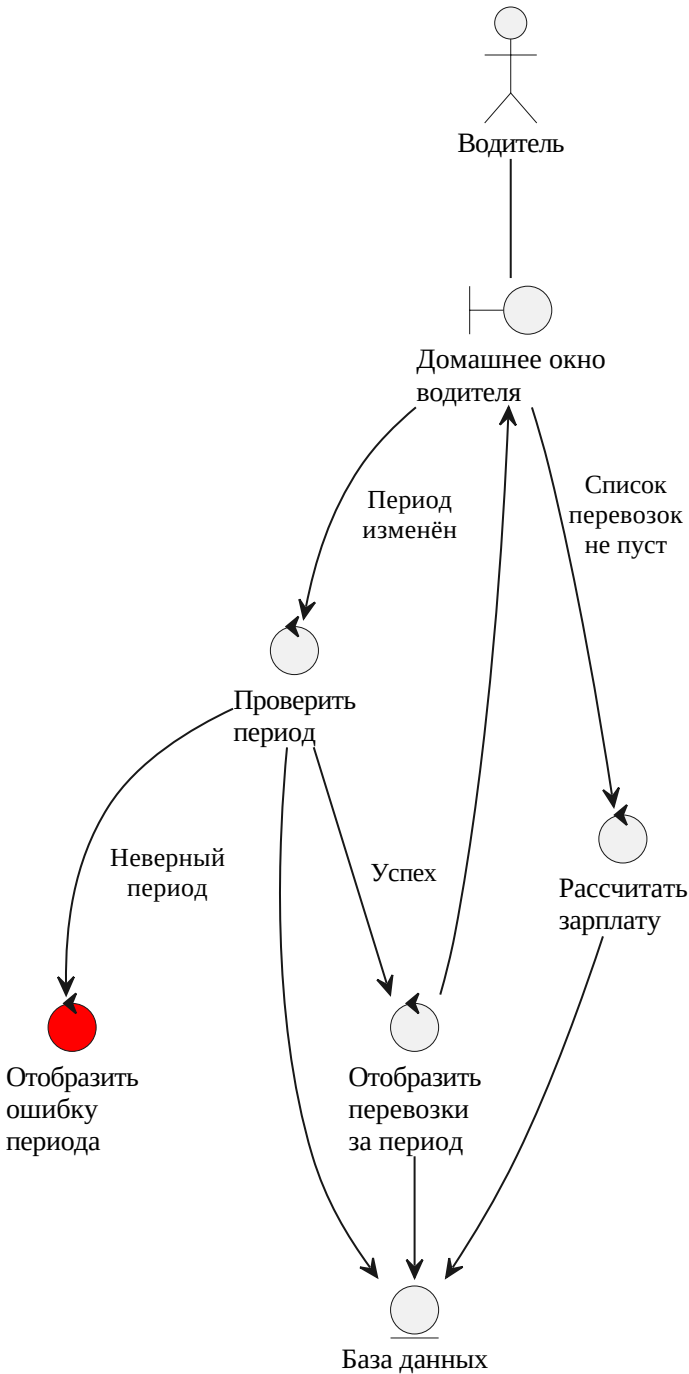 Водитель
Домашнее окно
водителя
Период
изменён
Список
перевозок
не пуст
Проверить
период
Неверный
период
Успех
Рассчитать
зарплату
Отобразить
ошибку
периода
Отобразить
перевозки
за период
База данных